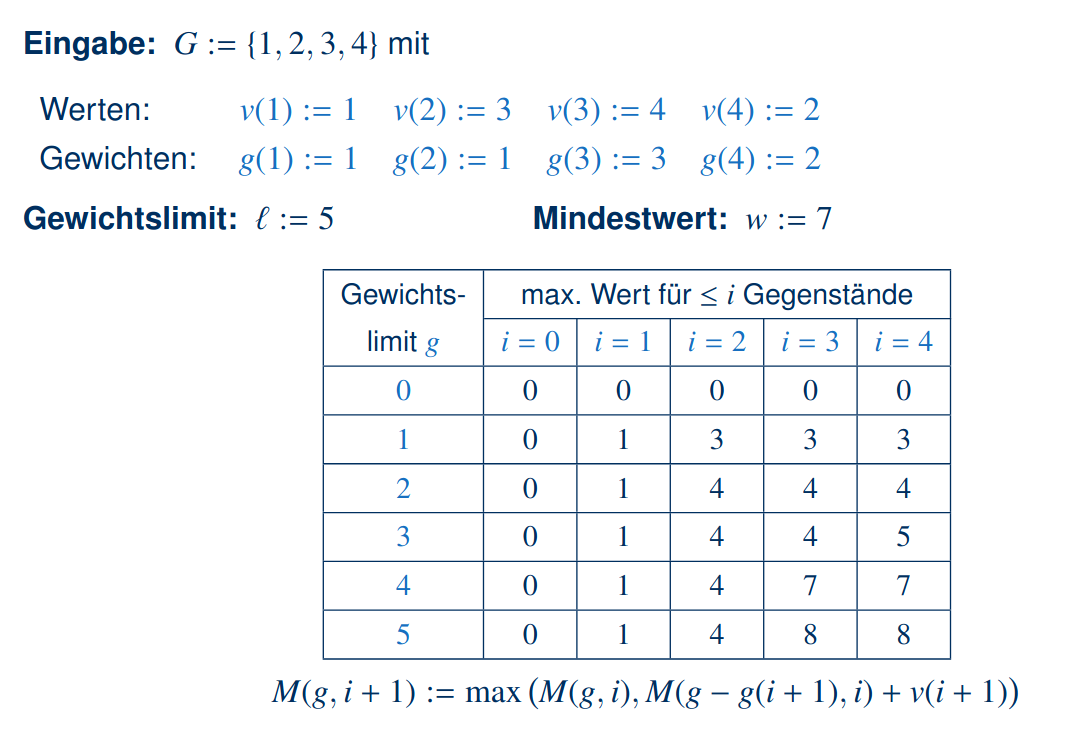 Eingabe: G := {1, 2, 3, 4} mit
Werten: v(1) := 1 v(2) := 3 v(3) := 4 v(4) := 2
Gewichten: g(1) := 1 g(2) := 1 g(3) := 3 g(4) := 2
Gewichtslimit: ℓ := 5 Mindestwert: w := 7
Gewichts- max. Wert für ≤ i Gegenstände
limit g i = 0 i = 1 i = 2 i = 3 i = 4
0 0 0 0 0 0
1 0 1 3 3 3
2 0 1 4 4 4
3 0 1 4 4 5
4 0 1 4 7 7
5 0 1 4 8 8
M(g, i + 1) := max (M(g, i), M(g − g(i + 1), i) + v(i + 1))